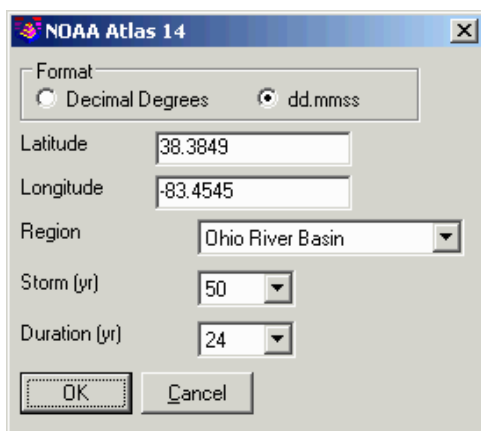 NOAA Atlas 14
Format
Decimal Degrees dd.mmss
Latitude 38.3849
Longitude -83.4545
Region Ohio River Basin
Storm (yr) 50
Duration (yr) 24
OK Cancel